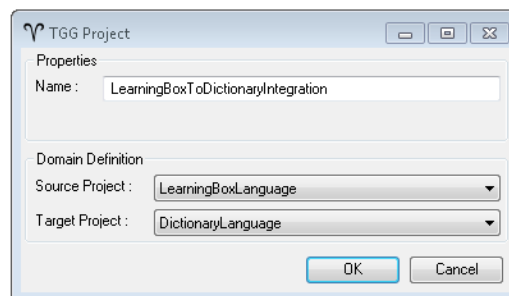 TGG Project
Properties
Name : LearningBoxToDictionaryIntegration
Domain Definition
Source Project : LearningBoxLanguage
Target Project : DictionaryLanguage
OK Cancel